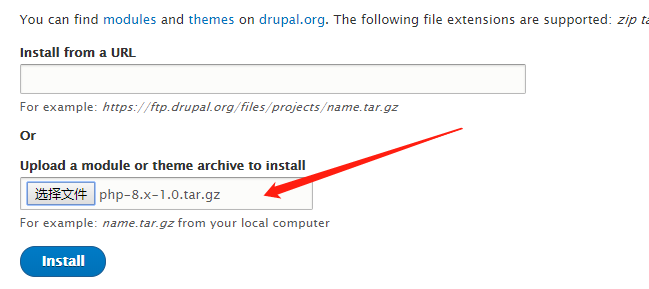 You can find modules and themes on drupal.org. The following file extensions are supported: zip
Install from a URL
For example: https://ftp.drupal.org/files/projects/name.tar.gz
Or
Upload a module or theme archive to install
选择文件 php-8.x-1.0.tar.gz
For example: name.tar.gz from your local computer
Install